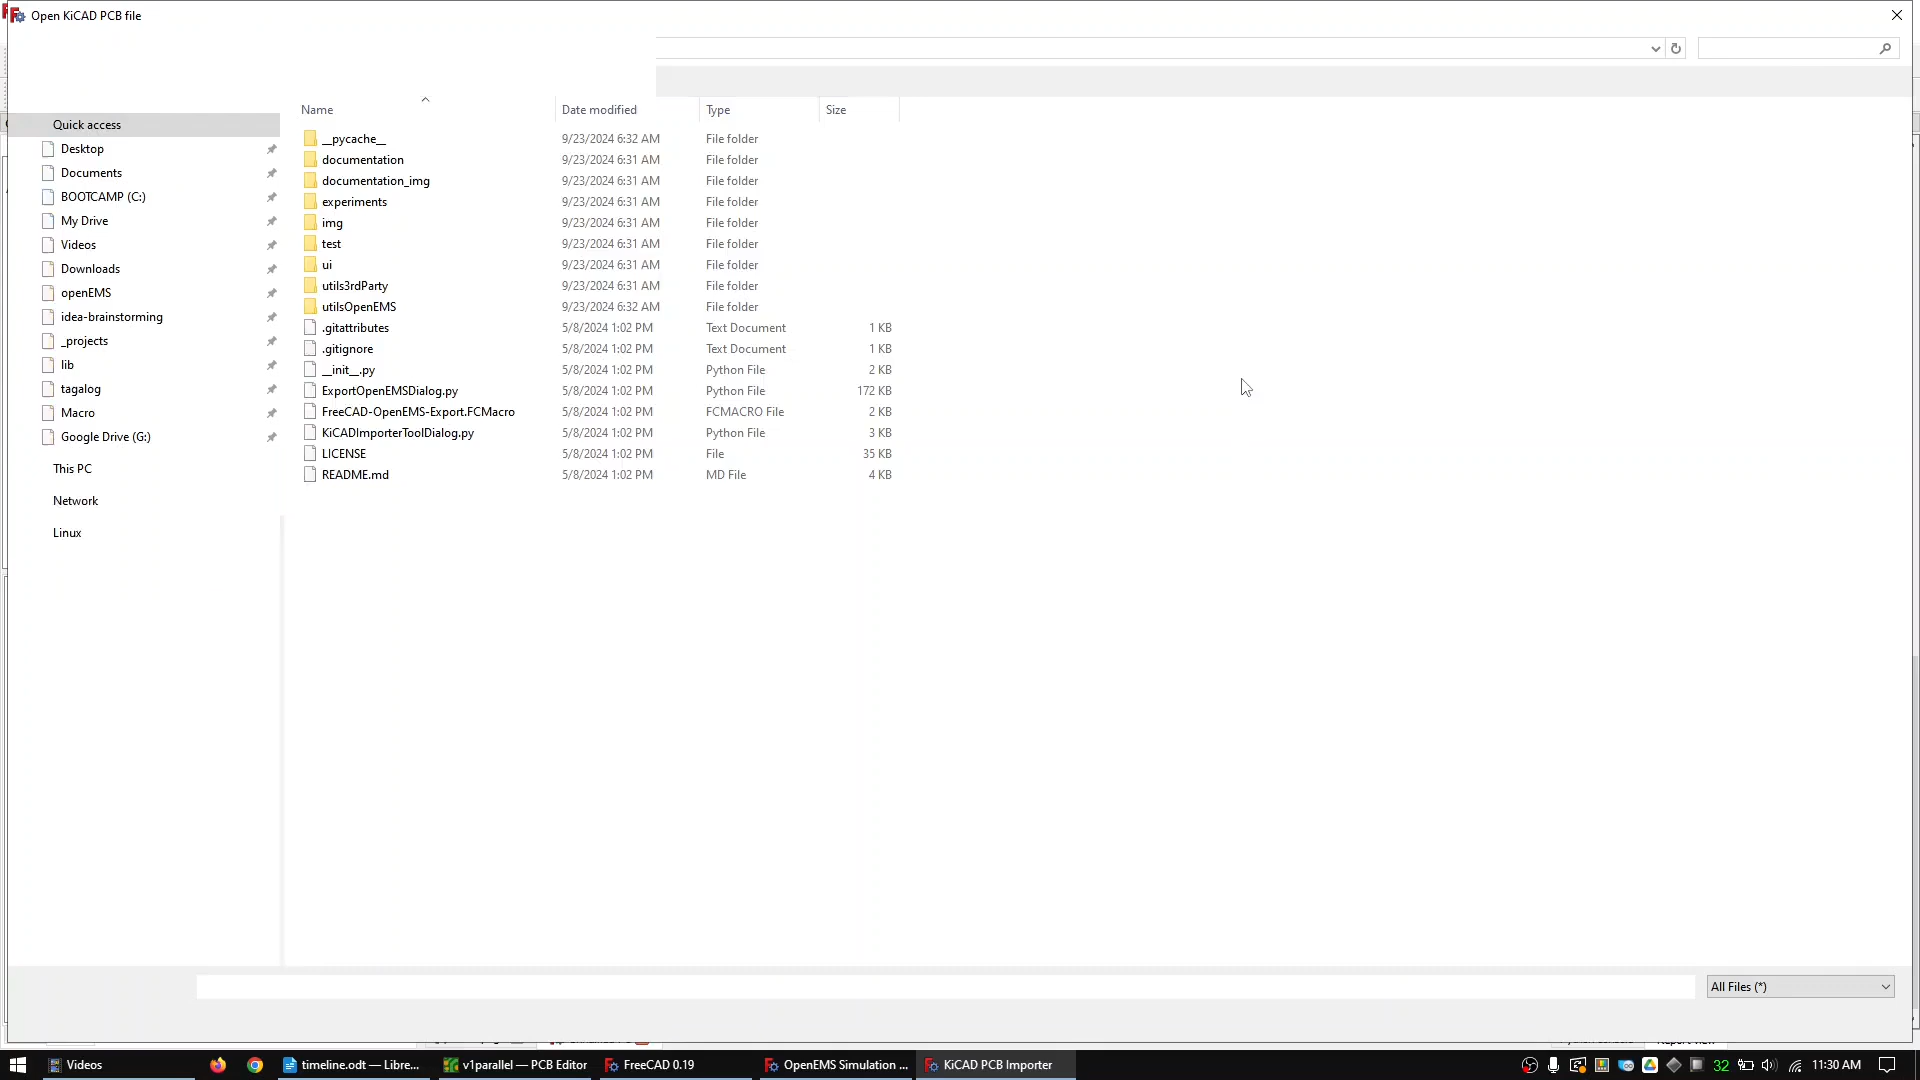 Open KiCAD PCB file
Name Date modified Type Size
Quick access
Desktop
Documents
BOOTCAMP (C:)
My Drive
Videos
Downloads
openEMS
idea-brainstorming
_projects
lib
tagalog
Macro
Google Drive (G:)
This PC
Network
Linux
__pycache__ 9/23/2024 6:32 AM File folder
documentation 9/23/2024 6:31 AM File folder
documentation_img 9/23/2024 6:31 AM File folder
experiments 9/23/2024 6:31 AM File folder
img 9/23/2024 6:31 AM File folder
test 9/23/2024 6:31 AM File folder
ui 9/23/2024 6:31 AM File folder
utils3rdParty 9/23/2024 6:31 AM File folder
utilsOpenEMS 9/23/2024 6:32 AM File folder
.gitattributes 5/8/2024 1:02 PM Text Document 1 KB
.gitignore 5/8/2024 1:02 PM Text Document 1 KB
__init__.py 5/8/2024 1:02 PM Python File 2 KB
ExportOpenEMSDialog.py 5/8/2024 1:02 PM Python File 172 KB
FreeCAD-OpenEMS-Export.FCMacro 5/8/2024 1:02 PM FCMACRO File 2 KB
KiCADImporterToolDialog.py 5/8/2024 1:02 PM Python File 3 KB
LICENSE 5/8/2024 1:02 PM File 35 KB
README.md 5/8/2024 1:02 PM MD File 4 KB
All Files (*)
Videos timeline.odt — Libre... v1parallel — PCB Editor FreeCAD 0.19 OpenEMS Simulation ... KiCAD PCB Importer 32 11:30 AM